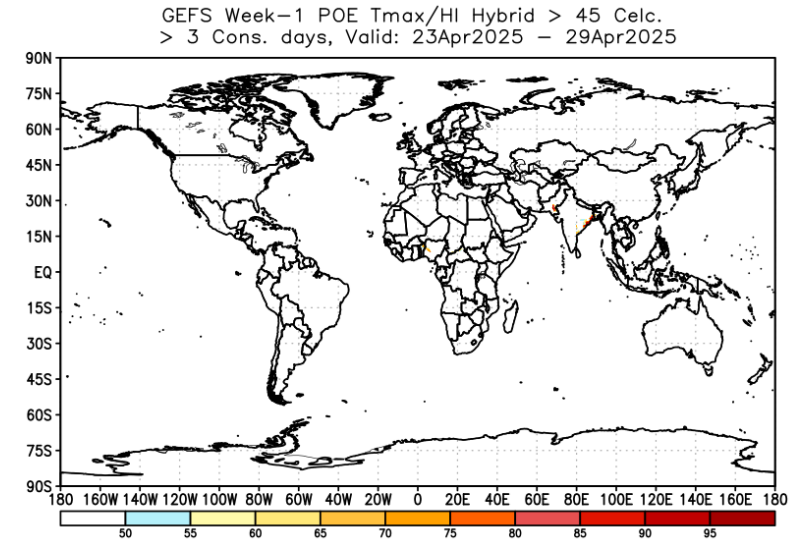 GEFS Week-1 POE Tmax/HI Hybrid > 45 Celc.
> 3 Cons. days, Valid: 23Apr2025 - 29Apr2025
90N
75N
60N
45N
30N
15N
EQ
15S
30S
45S
60S
75S
90S
180 160W 140W 120W 100W 80W 60W 40W 20W 0 20E 40E 60E 80E 100E 120E 140E 160E 180
50 55 60 65 70 75 80 85 90 95